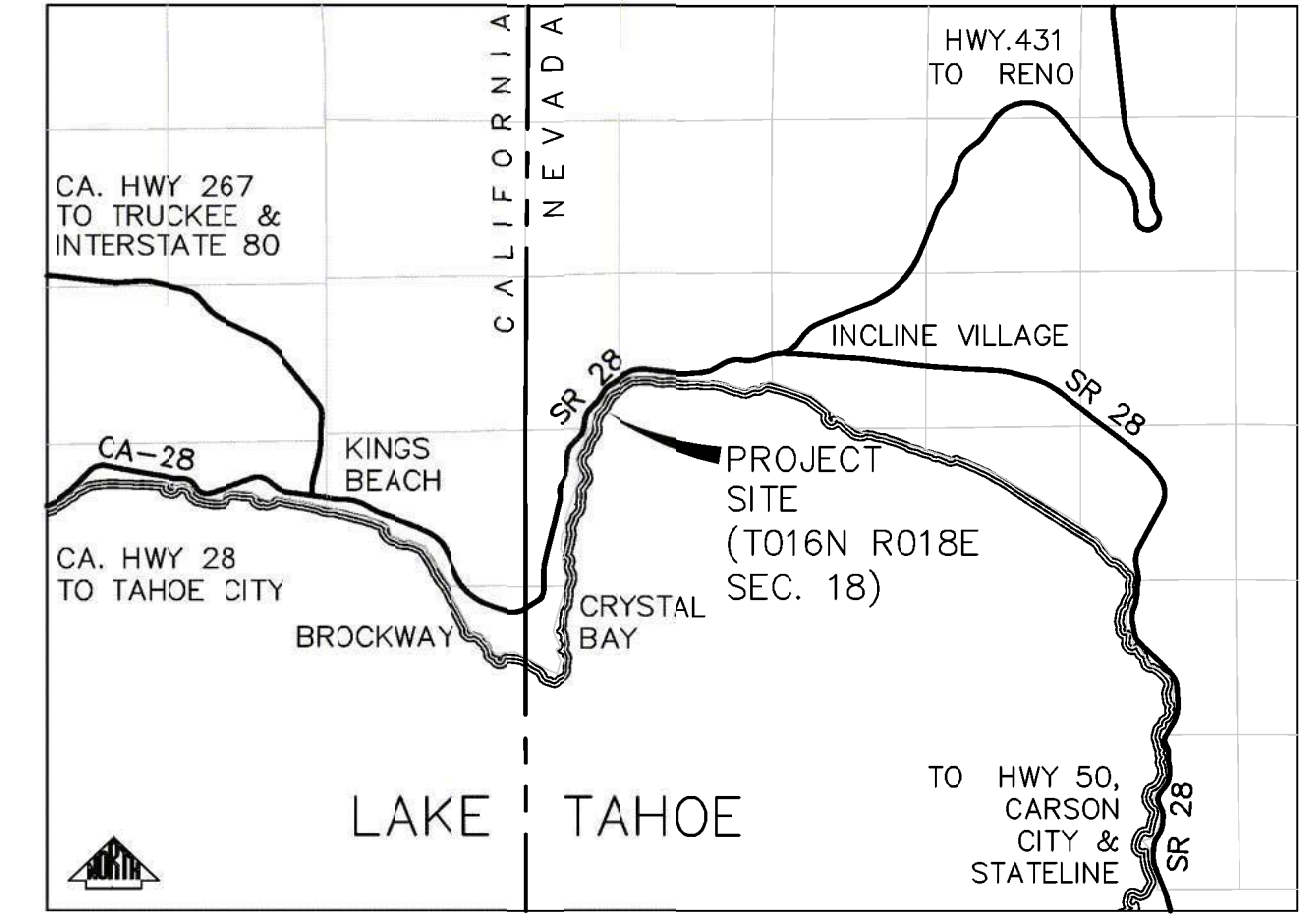 CALIFORNIA
NEVADA
HWY.431
TO RENO
CA. HWY 267
TO TRUCKEE &
INTERSTATE 80
INCLINE VILLAGE
SR 28
SR 28
CA-28
KINGS
BEACH
PROJECT
SITE
(T016N R018E
SEC. 18)
CA. HWY 28
TO TAHOE CITY
BROCKWAY
CRYSTAL
BAY
LAKE TAHOE
TO HWY 50,
CARSON
CITY &
STATELINE
SR 28
NORTH